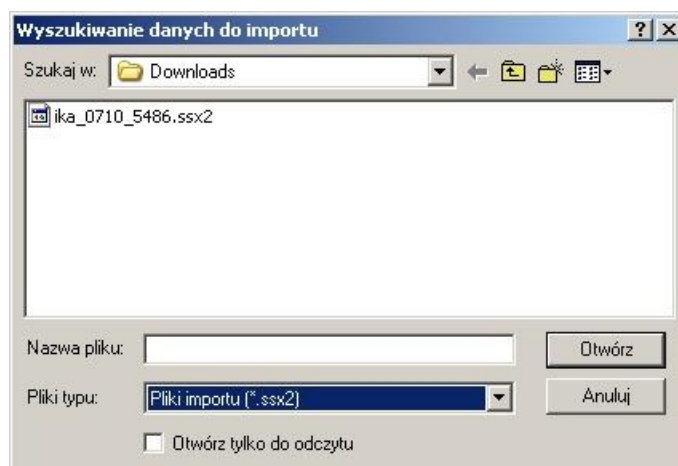 Wyszukiwanie danych do importu
Szukaj w: Downloads
ika_0710_5486.ssx2
Nazwa pliku: Otwórz
Pliki typu: Pliki importu (*.ssx2) Anuluj
Otwórz tylko do odczytu